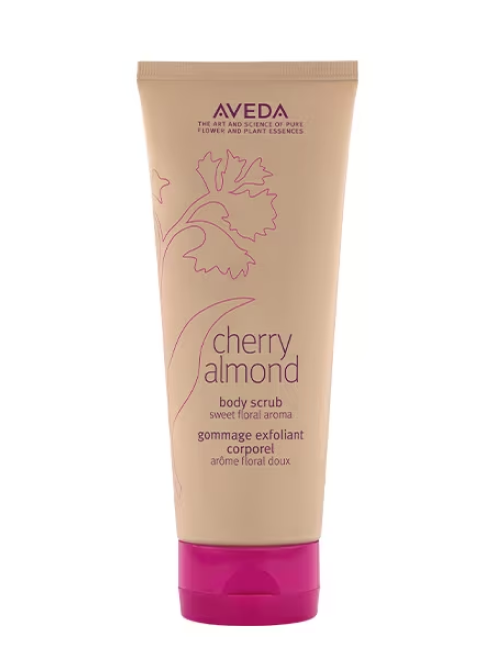 AVEDA
THE ART AND SCIENCE OF PURE
FLOWER AND PLANT ESSENCES
cherry
almond
body scrub
sweet floral aroma
gommage exfoliant
corporel
arôme floral doux